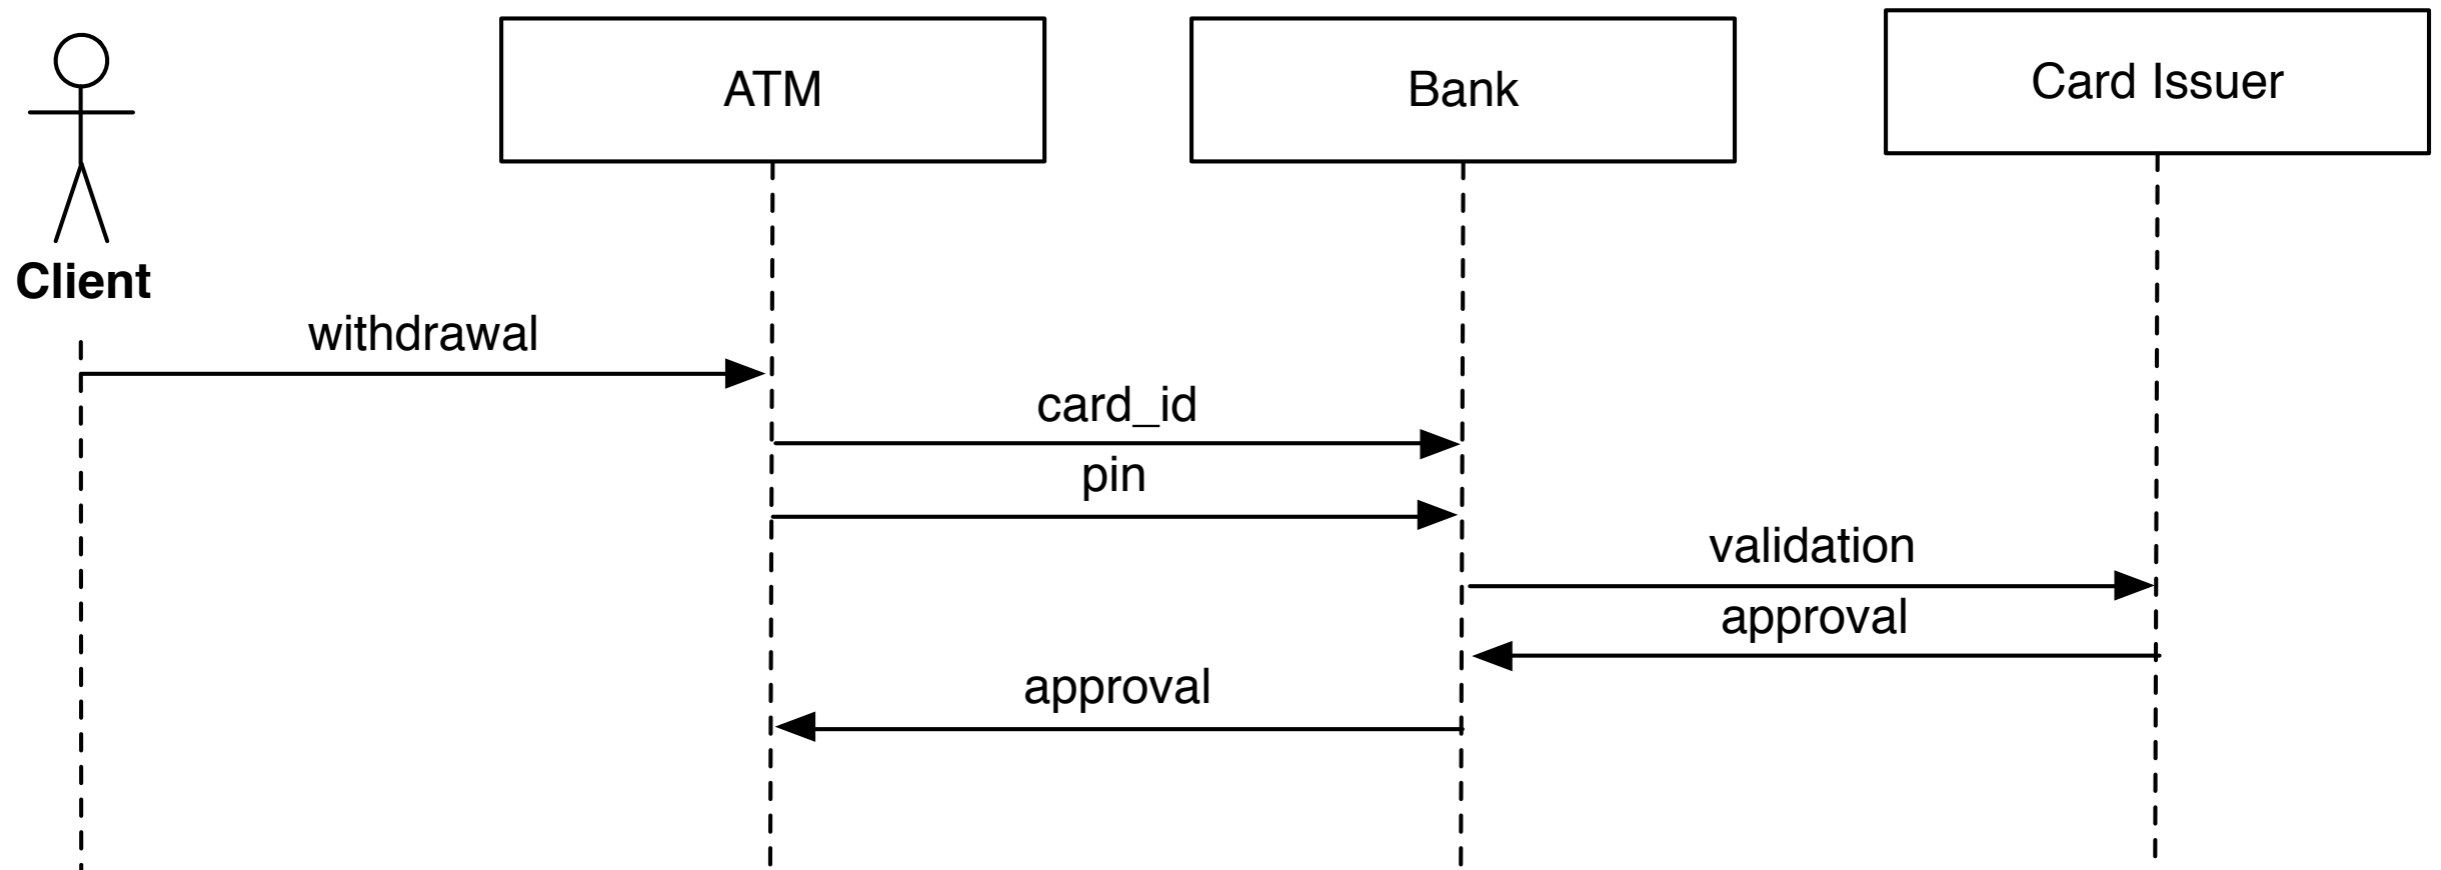 ATM
Bank
Card Issuer
Client
withdrawal
card_id
pin
validation
approval
approval